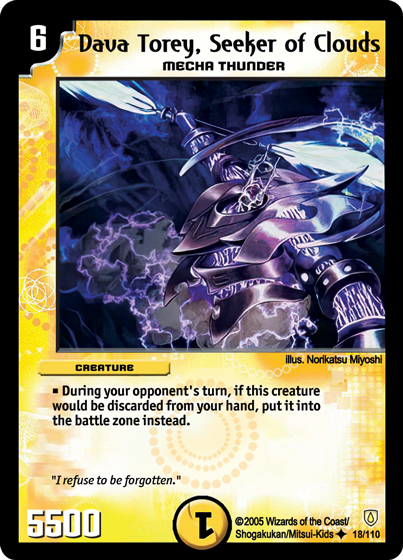 6
Dava Torey, Seeker of Clouds
MECHA THUNDER
illus. Norikatsu Miyoshi
CREATURE
▪ During your opponent's turn, if this creature
would be discarded from your hand, put it into
the battle zone instead.
"I refuse to be forgotten."
5500
1
©2005 Wizards of the Coast/
Shogakukan/Mitsui-Kids ✦ 18/110